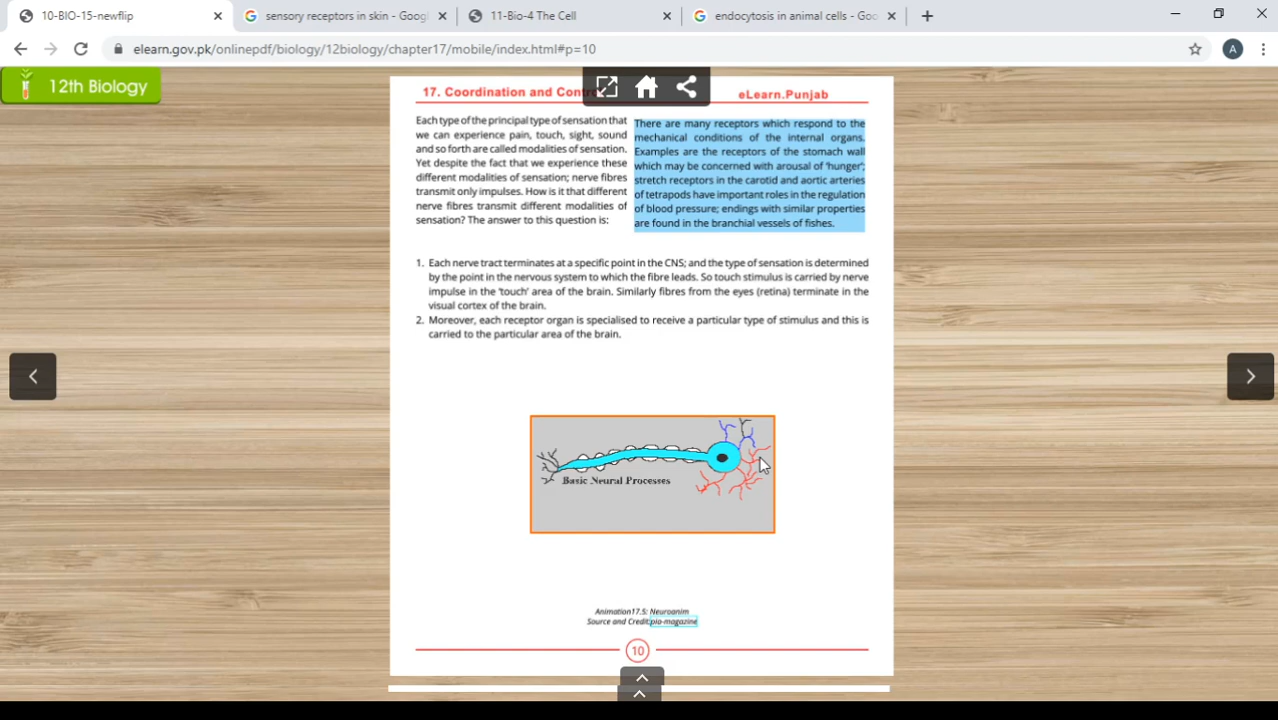 10-BIO-15-newflip
sensory receptors in skin - Goog
11-Bio-4 The Cell
endocytosis in animal cells - Goo
elearn.gov.pk/onlinepdf/biology/12biology/chapter17/mobile/index.html#p=10
A
12th Biology
17. Coordination and Contr
eLearn.Punjab
Each type of the principal type of sensation that
we can experience pain, touch, sight, sound
and so forth are called modalities of sensation.
Yet despite the fact that we experience these
different modalities of sensation; nerve fibres
transmit only impulses. How is it that different
nerve fibres transmit different modalities of
sensation? The answer to this question is:
There are many receptors which respond to the
mechanical conditions of the internal organs.
Examples are the receptors of the stomach wall
which may be concerned with arousal of 'hunger';
stretch receptors in the carotid and aortic arteries
of tetrapods have important roles in the regulation
of blood pressure; endings with similar properties
are found in the branchial vessels of fishes.
1. Each nerve tract terminates at a specific point in the CNS; and the type of sensation is determined
by the point in the nervous system to which the fibre leads. So touch stimulus is carried by nerve
impulse in the 'touch' area of the brain. Similarly fibres from the eyes (retina) terminate in the
visual cortex of the brain.
2. Moreover, each receptor organ is specialised to receive a particular type of stimulus and this is
carried to the particular area of the brain.
Basic Neural Processes
Animation17.5: Neuroanim
Source and Credit:pio-magazine
10